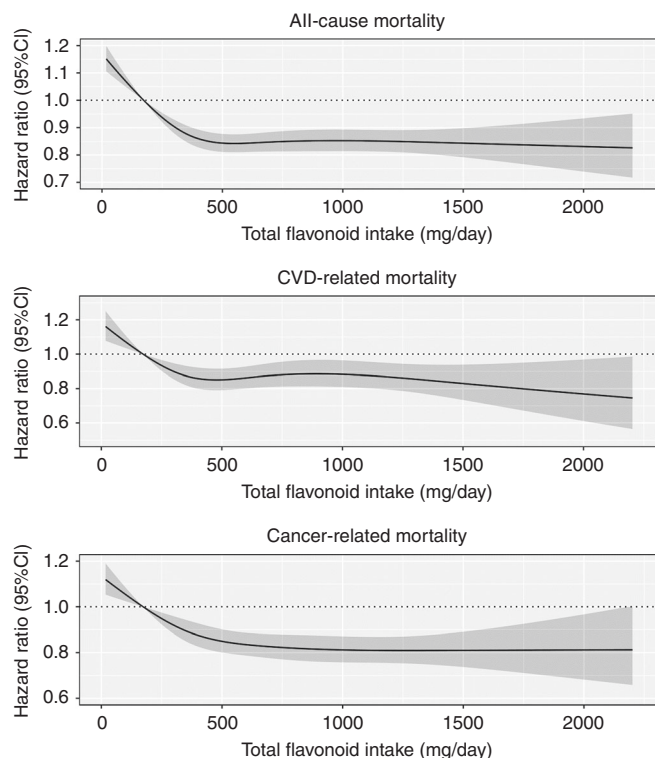 All-cause mortality
Hazard ratio (95%CI)
1.2
1.1
1.0
0.9
0.8
0.7
0 500 1000 1500 2000
Total flavonoid intake (mg/day)
CVD-related mortality
Hazard ratio (95%CI)
1.2
1.0
0.8
0.6
0 500 1000 1500 2000
Total flavonoid intake (mg/day)
Cancer-related mortality
Hazard ratio (95%CI)
1.2
1.0
0.8
0.6
0 500 1000 1500 2000
Total flavonoid intake (mg/day)